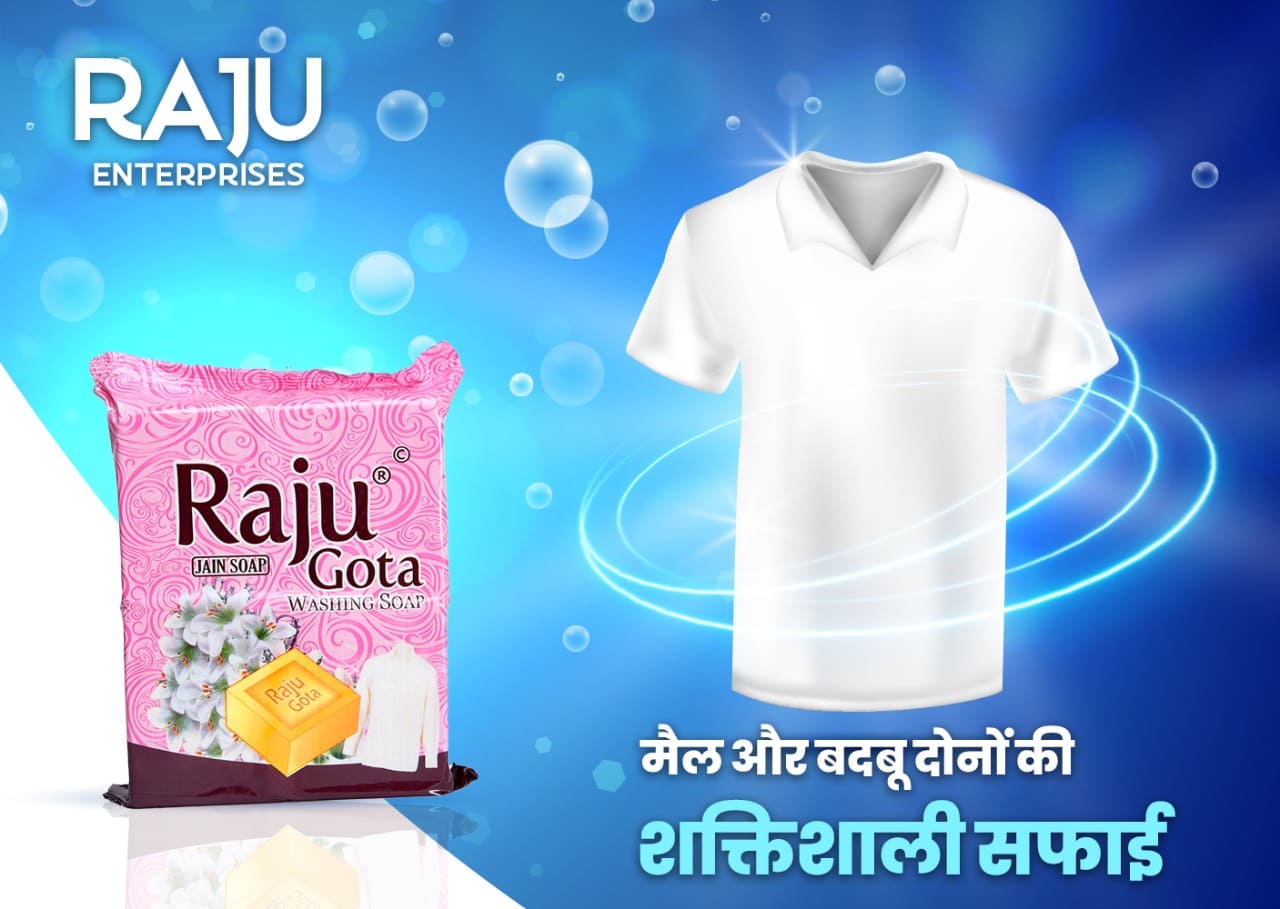 RAJU
ENTERPRISES
Raju® ©
JAIN SOAP
Gota
WASHING SOAP
Raju
Gota
मैल और बदबू दोनों की
शक्तिशाली सफाई